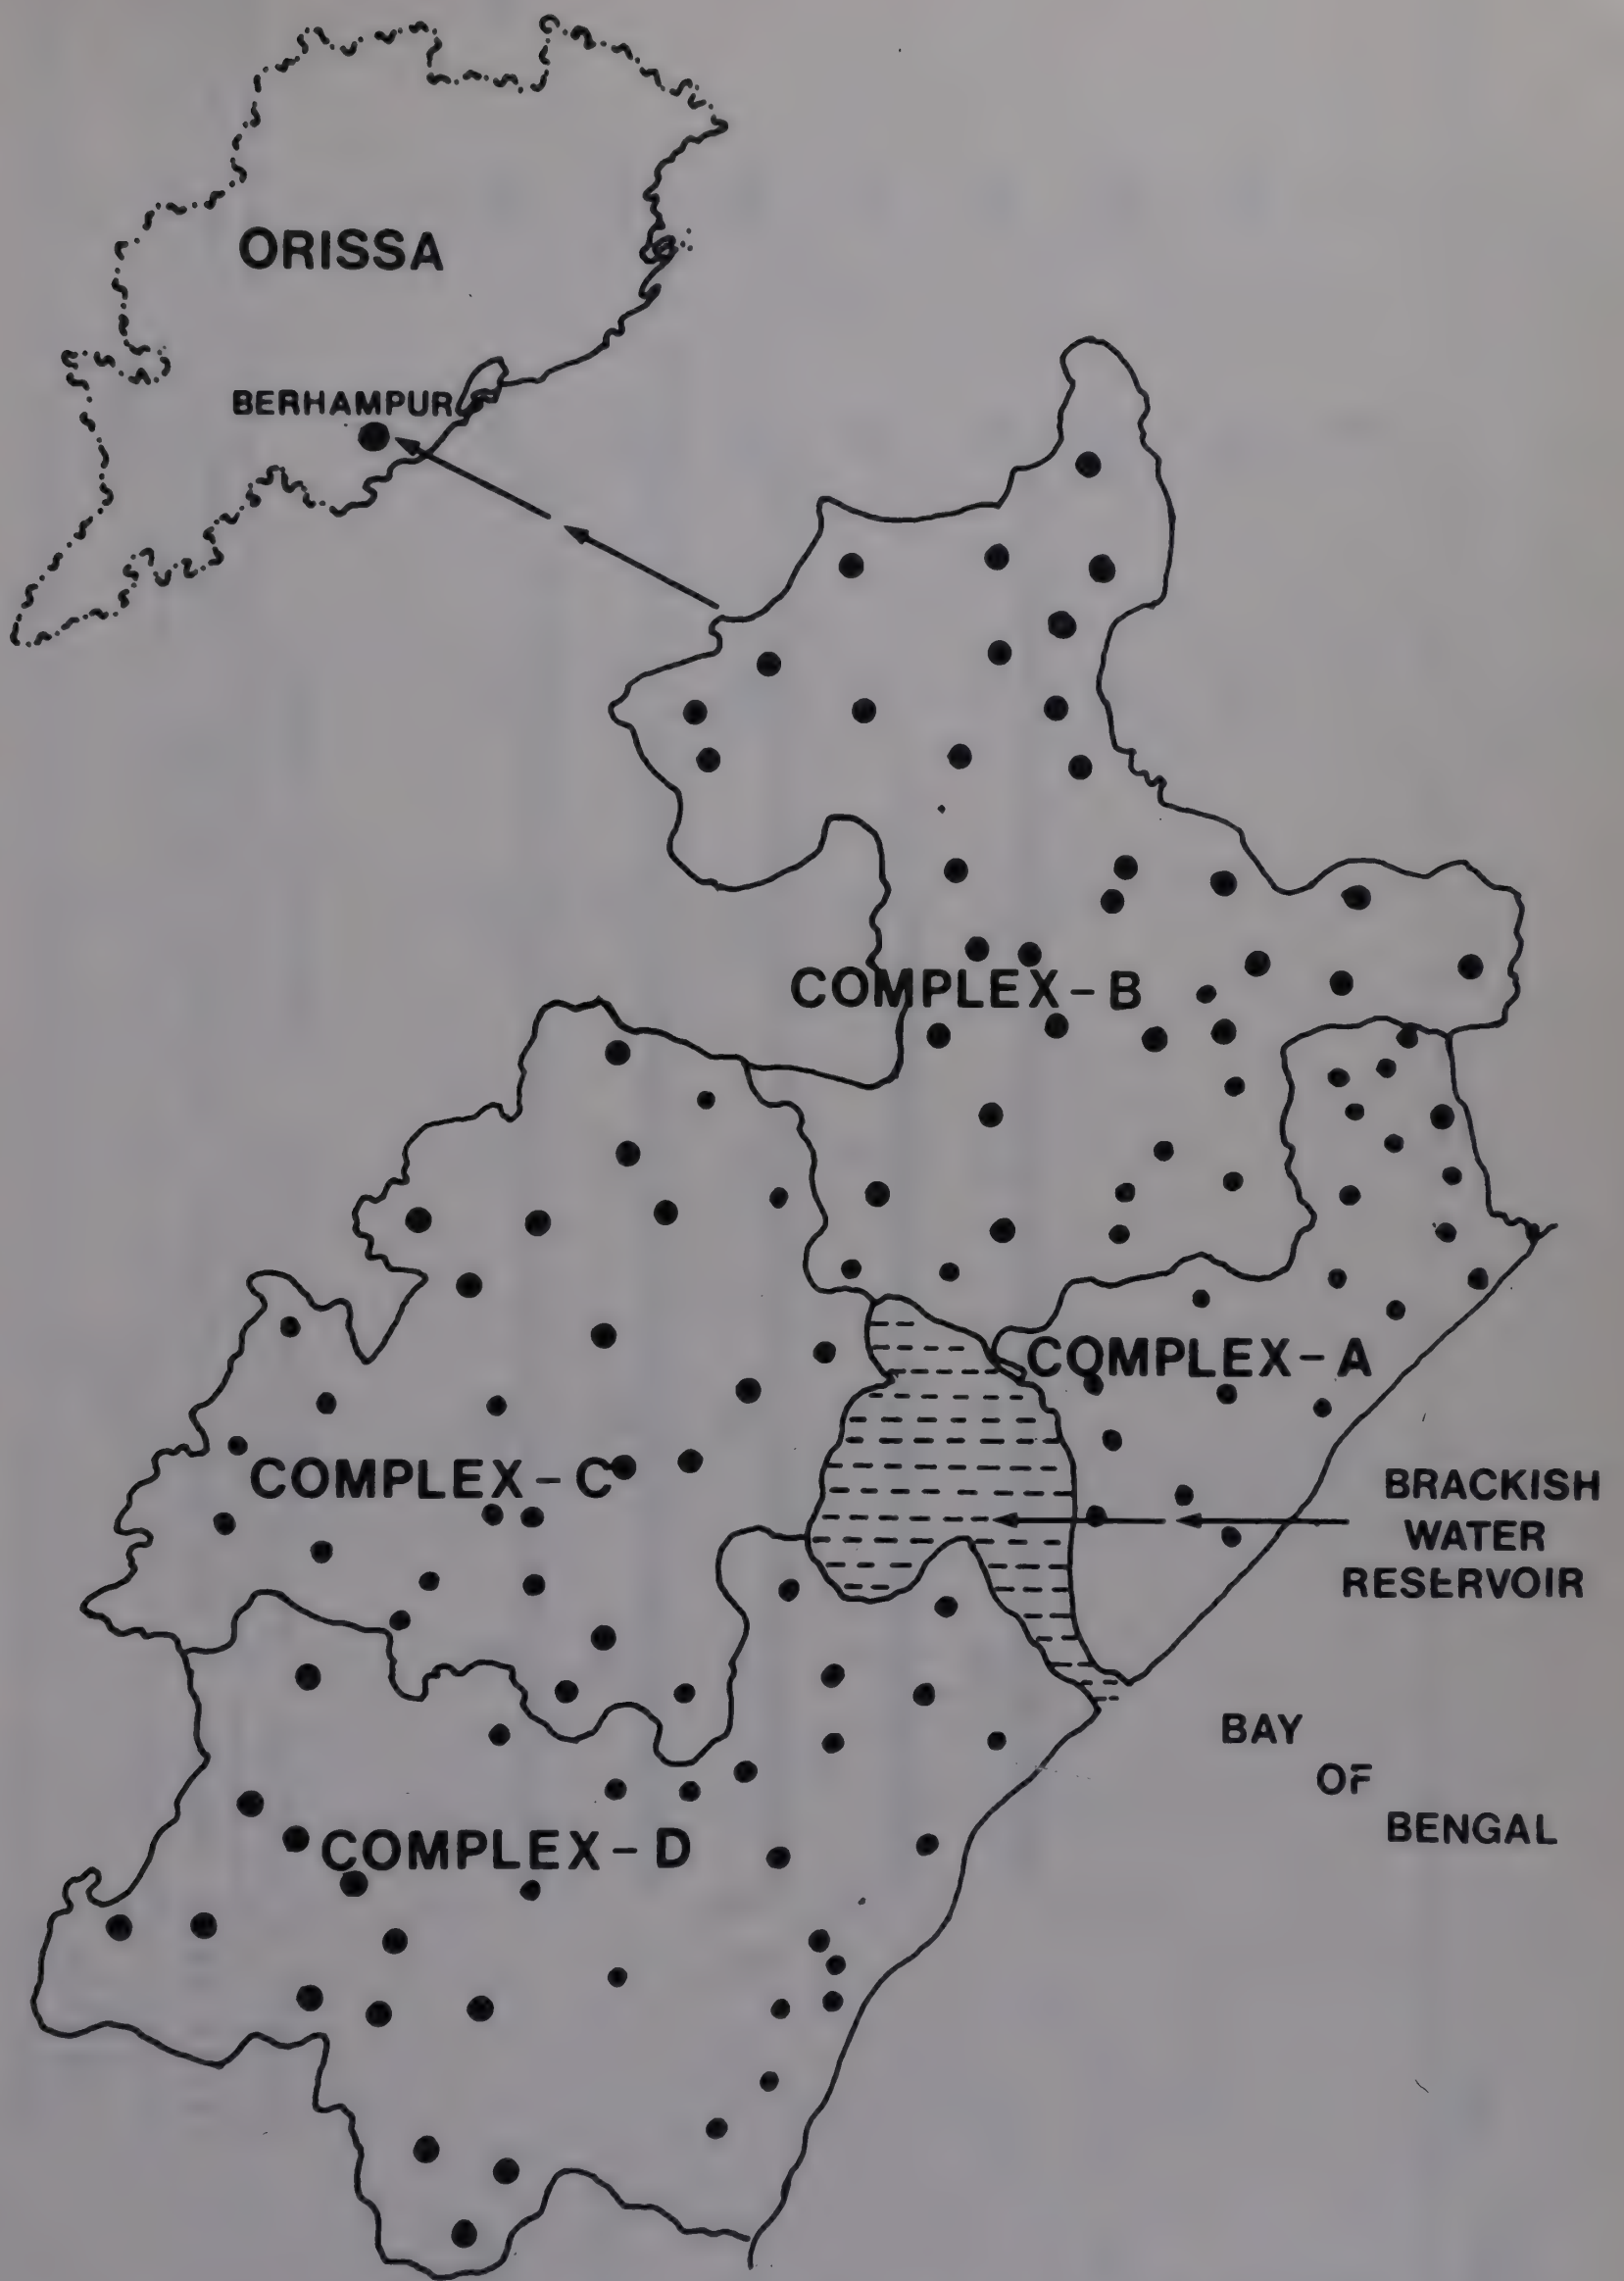 ORISSA
BERHAMPUR
COMPLEX-B
COMPLEX-A
COMPLEX-C
BRACKISH
WATER
RESERVOIR
BAY
OF
BENGAL
COMPLEX-D